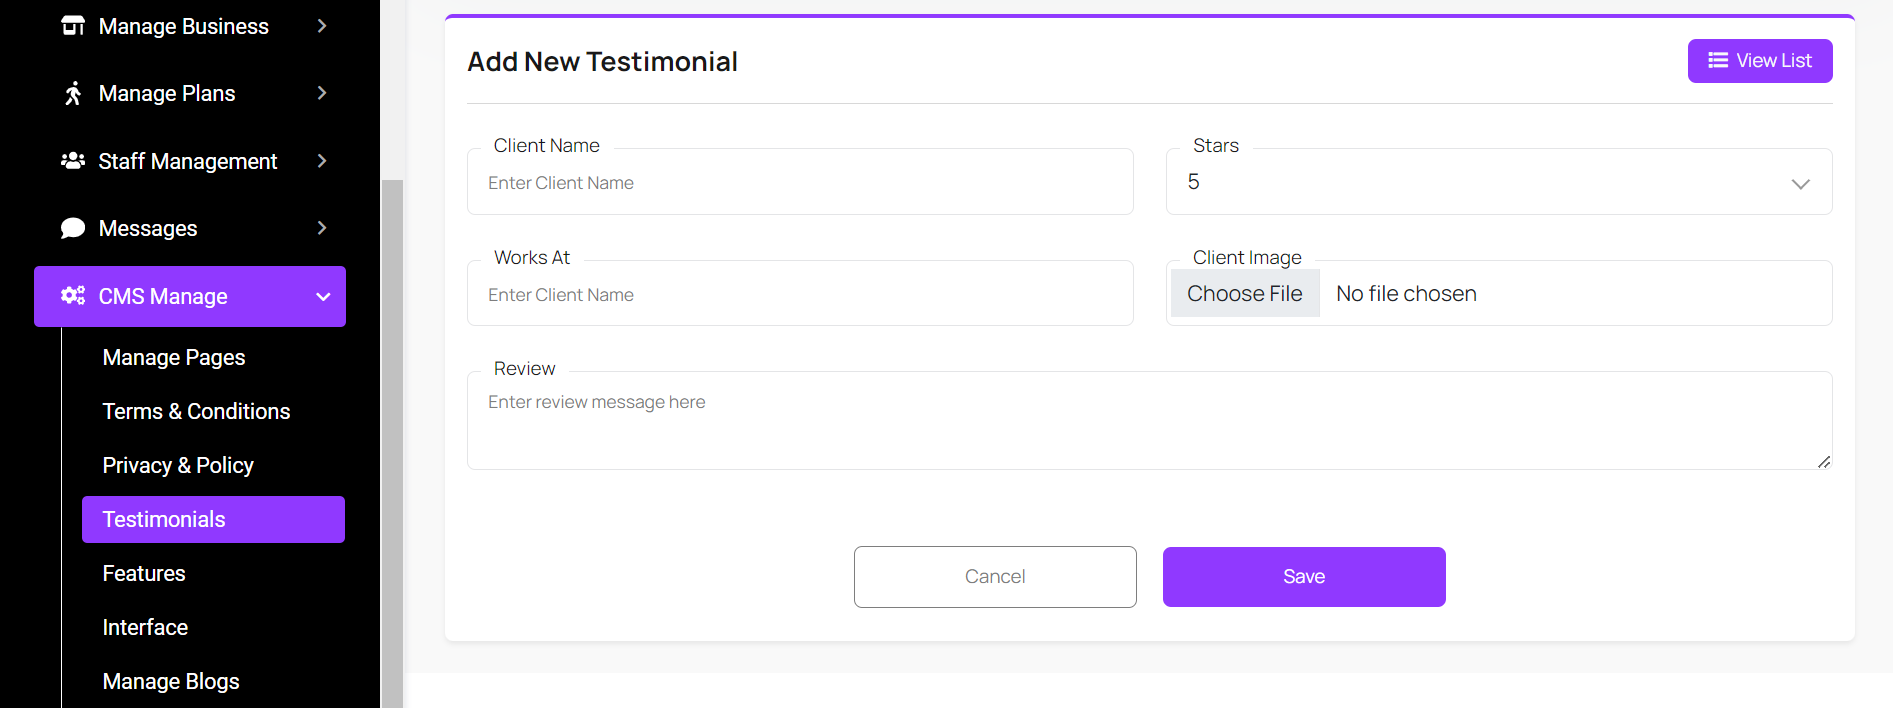 Manage Business
Manage Plans
Staff Management
Messages
CMS Manage
Manage Pages
Terms & Conditions
Privacy & Policy
Testimonials
Features
Interface
Manage Blogs
Add New Testimonial
View List
Client Name
Enter Client Name
Stars
5
Works At
Enter Client Name
Client Image
Choose File No file chosen
Review
Enter review message here
Cancel
Save